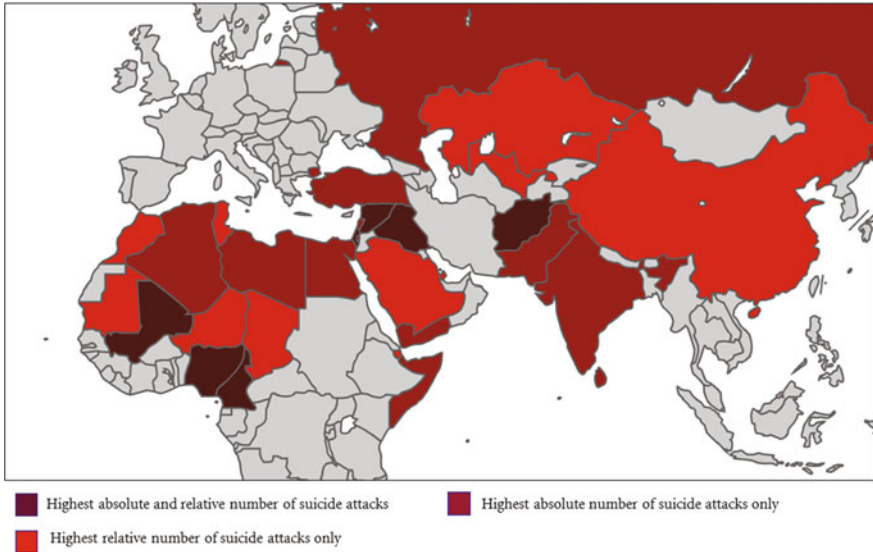 Highest absolute and relative number of suicide attacks
Highest absolute number of suicide attacks only
Highest relative number of suicide attacks only